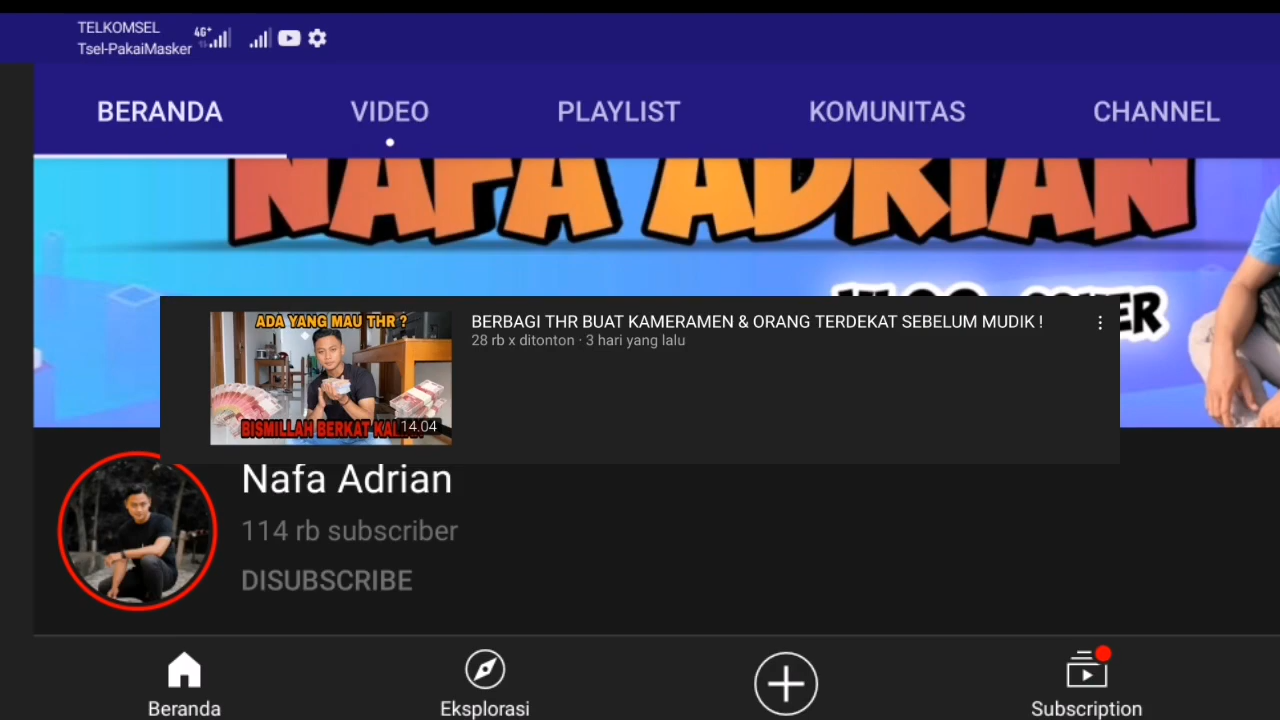 TELKOMSEL
Tsel-PakaiMasker
4G+
BERANDA VIDEO PLAYLIST KOMUNITAS CHANNEL
NAFA ADRIAN
ADA YANG MAU THR ?
BISMILLAH BERKAT
14.04
BERBAGI THR BUAT KAMERAMEN & ORANG TERDEKAT SEBELUM MUDIK !
28 rb x ditonton · 3 hari yang lalu
Nafa Adrian
114 rb subscriber
DISUBSCRIBE
Beranda Eksplorasi Subscription